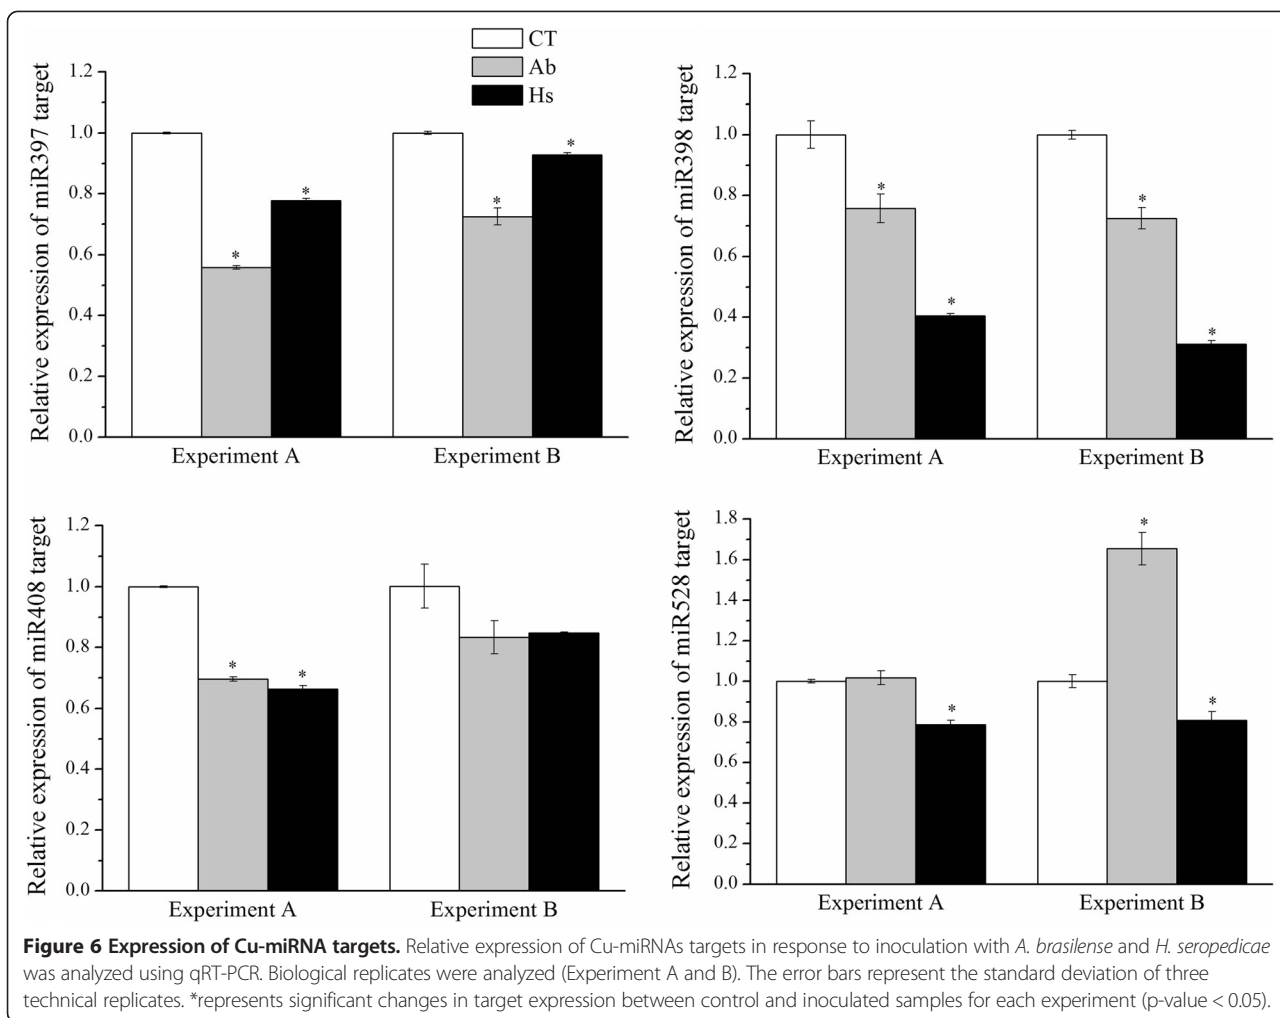 CT
Ab
Hs
Relative expression of miR397 target
1.2
1.0
0.8
0.6
0.4
0.2
0.0
*
*
*
*
Experiment A
Experiment B
Relative expression of miR398 target
1.2
1.0
0.8
0.6
0.4
0.2
0.0
*
*
*
*
Experiment A
Experiment B
Relative expression of miR408 target
1.2
1.0
0.8
0.6
0.4
0.2
0.0
*
*
Experiment A
Experiment B
Relative expression of miR528 target
1.8
1.6
1.4
1.2
1.0
0.8
0.6
0.4
0.2
0.0
*
*
*
Experiment A
Experiment B
Figure 6 Expression of Cu-miRNA targets. Relative expression of Cu-miRNAs targets in response to inoculation with A. brasilense and H. seropedicae
was analyzed using qRT-PCR. Biological replicates were analyzed (Experiment A and B). The error bars represent the standard deviation of three
technical replicates. *represents significant changes in target expression between control and inoculated samples for each experiment (p-value < 0.05).